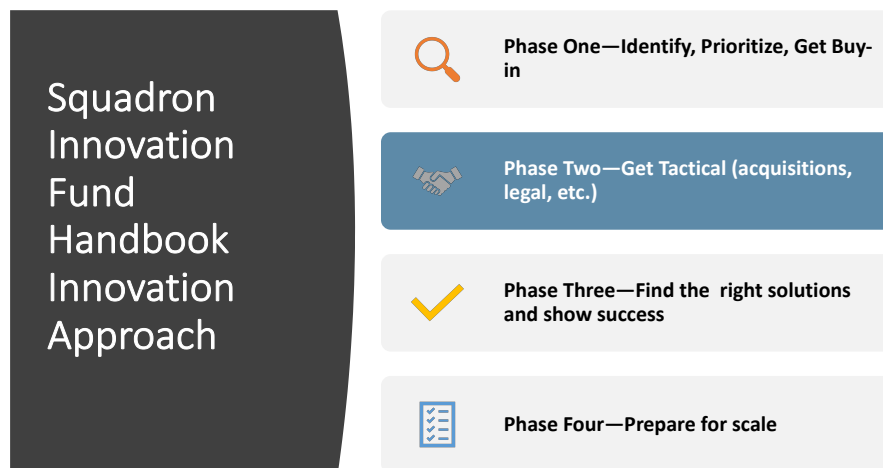 Squadron
Innovation
Fund
Handbook
Innovation
Approach
Phase One—Identify, Prioritize, Get Buy-
in
Phase Two—Get Tactical (acquisitions,
legal, etc.)
Phase Three—Find the  right solutions
and show success
Phase Four—Prepare for scale